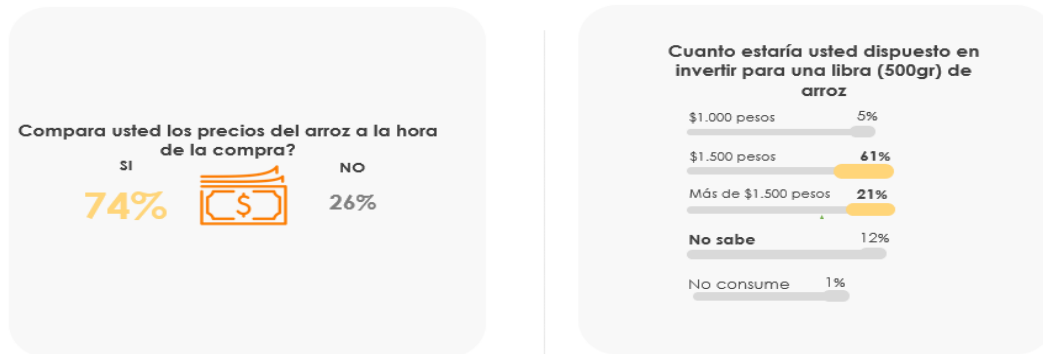 Compara usted los precios del arroz a la hora
de la compra?
SI
NO
74%
$
26%
Cuanto estaría usted dispuesto en
invertir para una libra (500gr) de
arroz
$1.000 pesos 5%
$1.500 pesos 61%
Más de $1.500 pesos 21%
No sabe 12%
No consume 1%